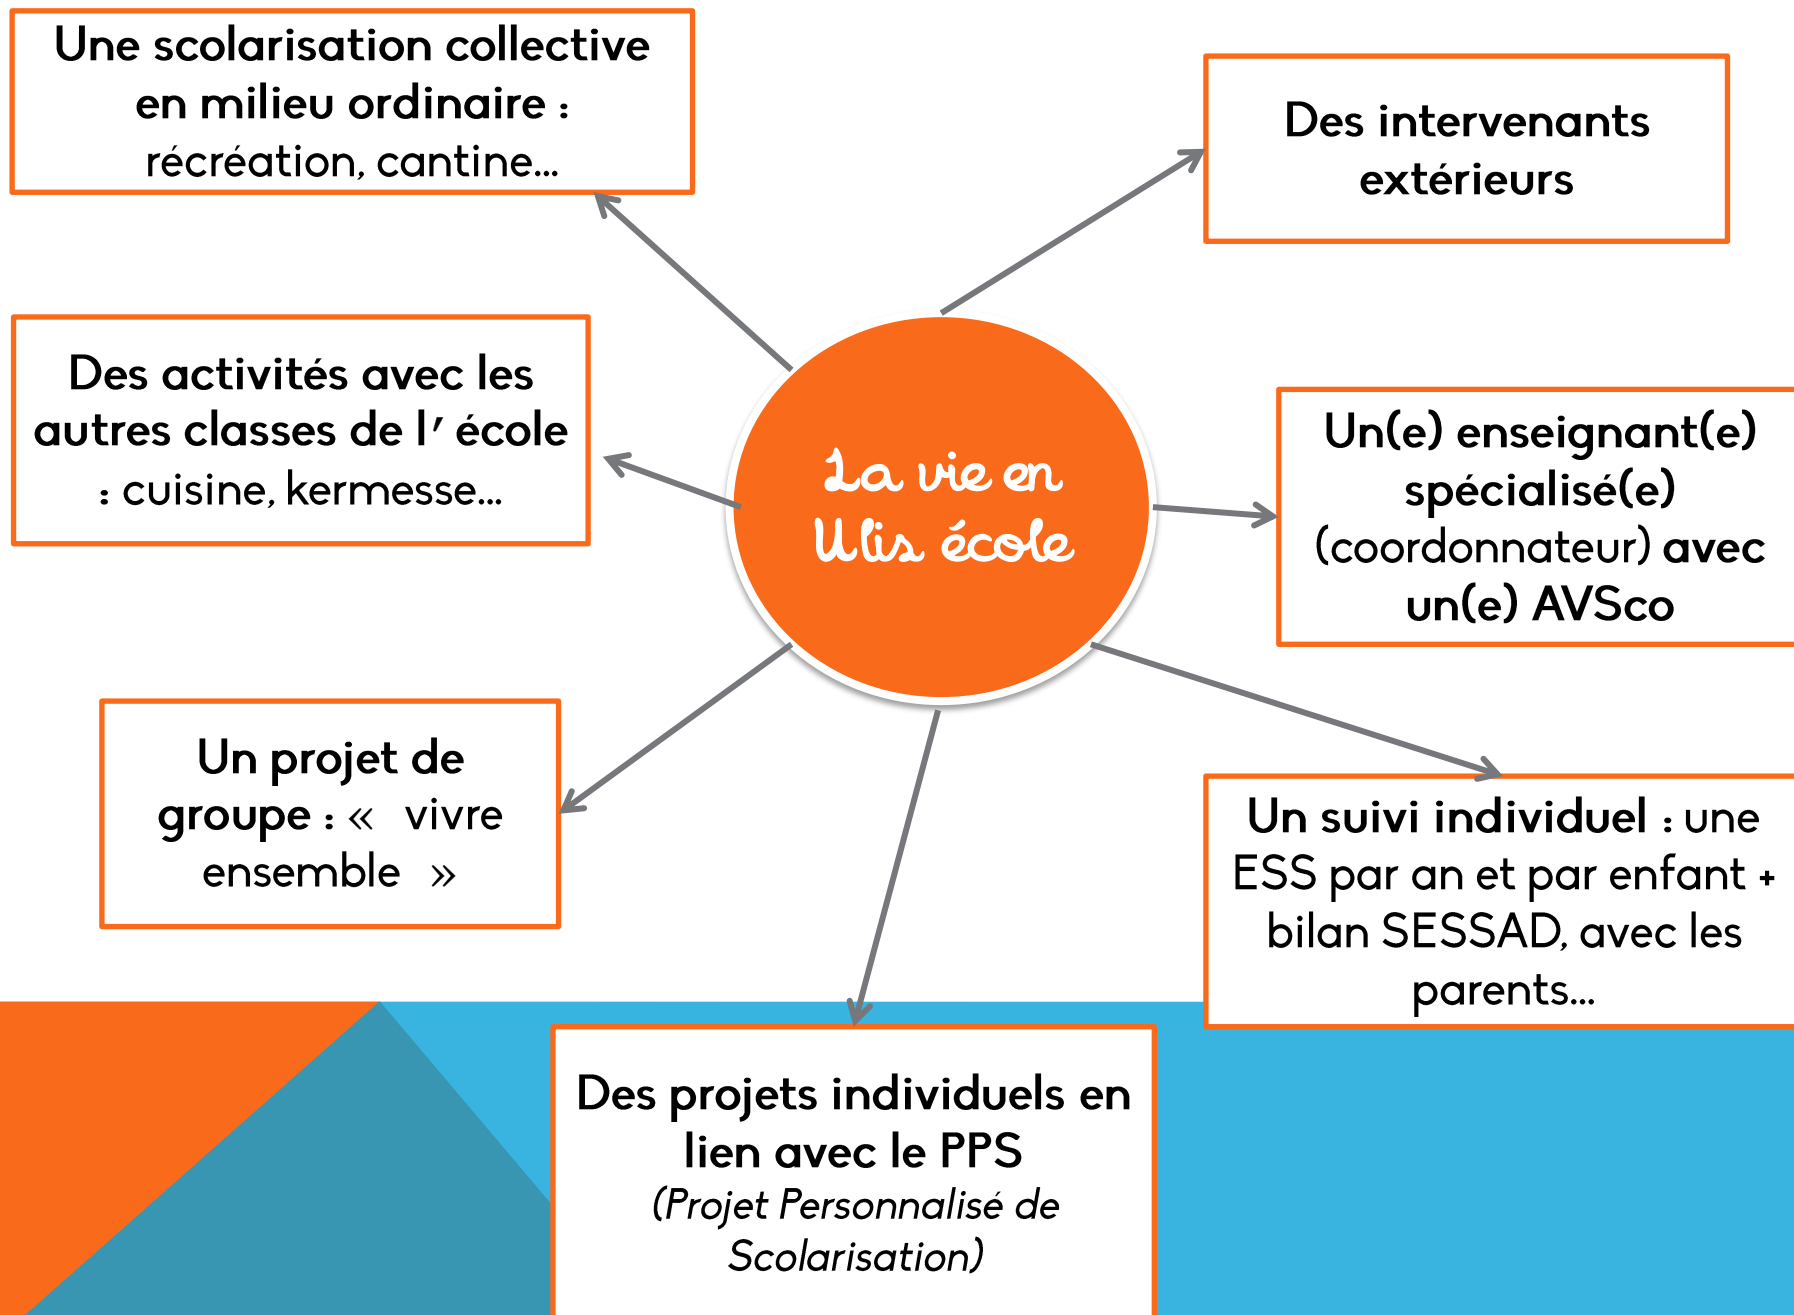 Une scolarisation collective
en milieu ordinaire :
récréation, cantine...
Des intervenants
extérieurs
Des activités avec les
autres classes de l’ école
: cuisine, kermesse...
La vie en
Ulis école
Un(e) enseignant(e)
spécialisé(e)
(coordonnateur) avec
un(e) AVSco
Un projet de
groupe : « vivre
ensemble »
Un suivi individuel : une
ESS par an et par enfant +
bilan SESSAD, avec les
parents...
Des projets individuels en
lien avec le PPS
(Projet Personnalisé de
Scolarisation)